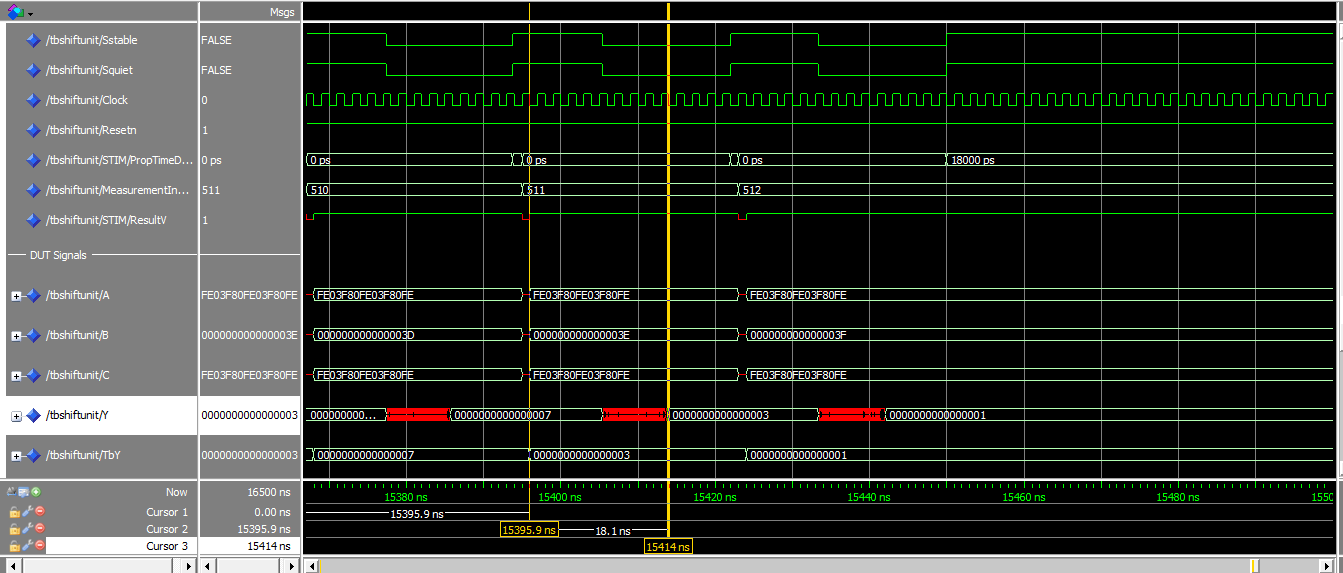 Msgs
/tbshiftunit/Sstable FALSE
/tbshiftunit/Squiet FALSE
/tbshiftunit/Clock 0
/tbshiftunit/Resetn 1
/tbshiftunit/STIM/PropTimeD... 0 ps 0 ps 0 ps 0 ps 18000 ps
/tbshiftunit/MeasurementIn... 511 510 511 512
/tbshiftunit/STIM/ResultV 1
DUT Signals
/tbshiftunit/A FE03F80FE03F80FE FE03F80FE03F80FE FE03F80FE03F80FE FE03F80FE03F80FE
/tbshiftunit/B 000000000000003E 000000000000003D 000000000000003E 000000000000003F
/tbshiftunit/C FE03F80FE03F80FE FE03F80FE03F80FE FE03F80FE03F80FE FE03F80FE03F80FE
/tbshiftunit/Y 0000000000000003 000000000... 0000000000000007 0000000000000003 0000000000000001
/tbshiftunit/TbY 0000000000000003 0000000000000007 0000000000000003 0000000000000001
Now 16500 ns 15380 ns 15400 ns 15420 ns 15440 ns 15460 ns 15480 ns
Cursor 1 0.00 ns 15395.9 ns
Cursor 2 15395.9 ns 15395.9 ns 18.1 ns
Cursor 3 15414 ns 15414 ns